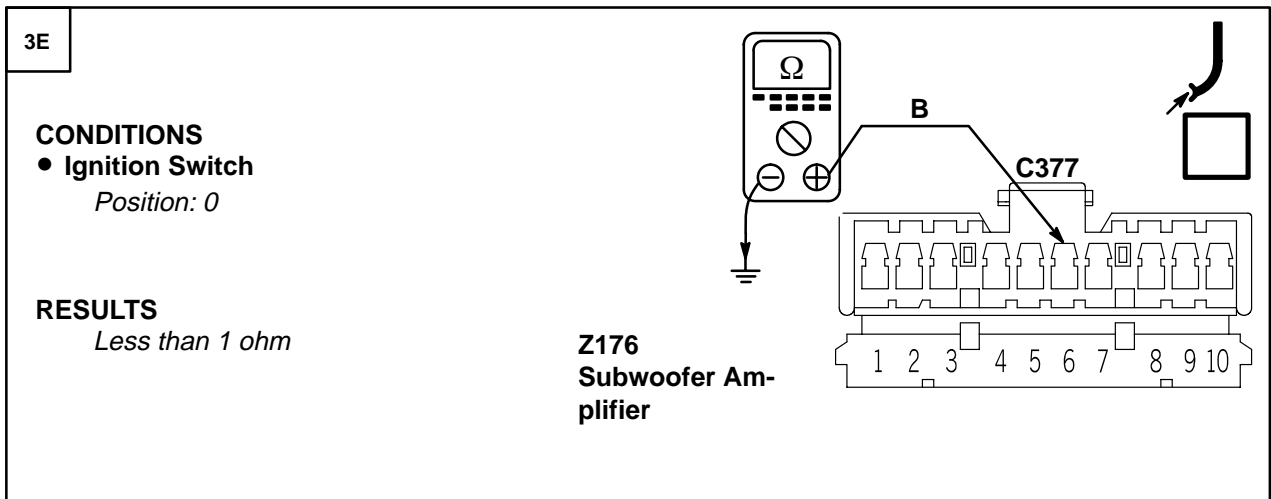 3E
CONDITIONS
● Ignition Switch
Position: 0
RESULTS
Less than 1 ohm
Ω
B
C377
1 2 3 4 5 6 7 8 9 10
Z176
Subwoofer Am-
plifier